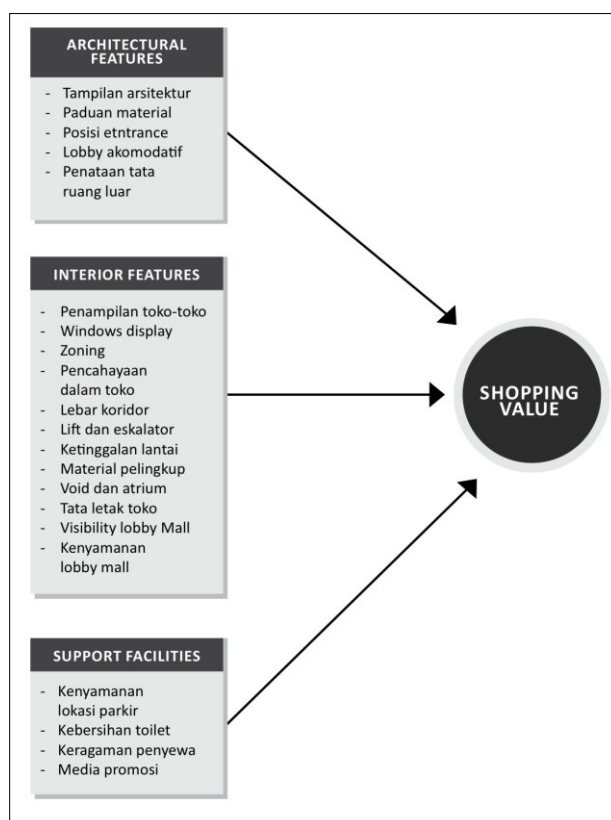 ARCHITECTURAL
FEATURES
- Tampilan arsitektur
- Paduan material
- Posisi etntrance
- Lobby akomodatif
- Penataan tata
ruang luar
INTERIOR FEATURES
- Penampilan toko-toko
- Windows display
- Zoning
- Pencahayaan
dalam toko
- Lebar koridor
- Lift dan eskalator
- Ketinggalan lantai
- Material pelingkup
- Void dan atrium
- Tata letak toko
- Visibility lobby Mall
- Kenyamanan
lobby mall
SUPPORT FACILITIES
- Kenyamanan
lokasi parkir
- Kebersihan toilet
- Keragaman penyewa
- Media promosi
SHOPPING
VALUE